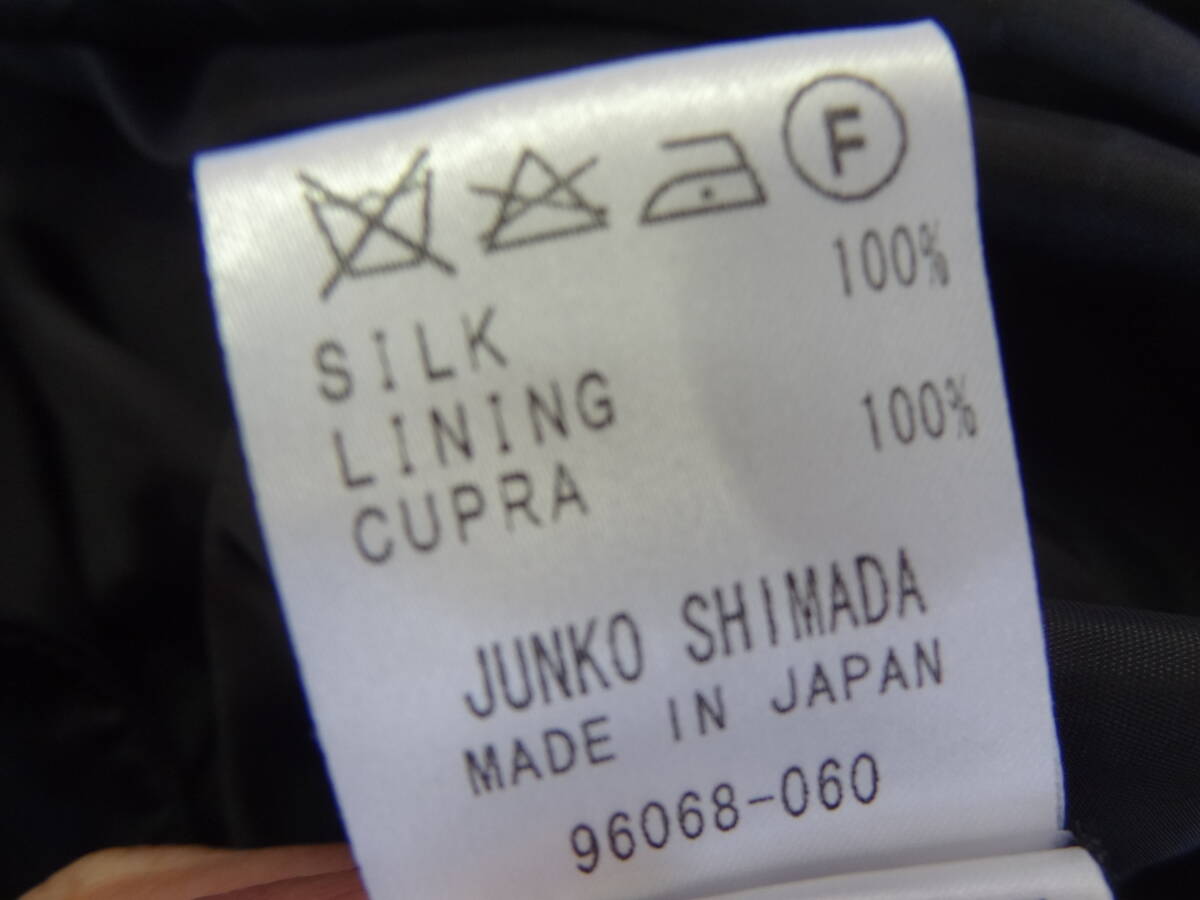 F
SILK 100%
LINING
CUPRA 100%
JUNKO SHIMADA
MADE IN JAPAN
96068-060